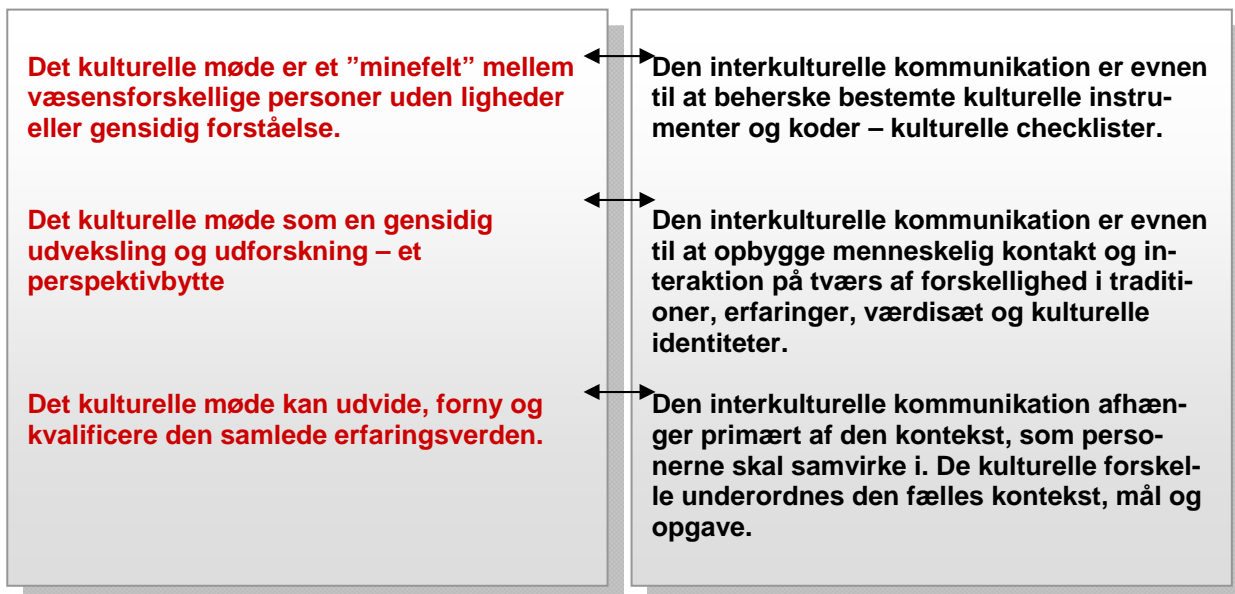 Det kulturelle møde er et ”minefelt” mellem
væsensforskellige personer uden ligheder
eller gensidig forståelse.
Det kulturelle møde som en gensidig
udveksling og udforskning – et
perspektivbytte
Det kulturelle møde kan udvide, forny og
kvalificere den samlede erfaringsverden.
Den interkulturelle kommunikation er evnen
til at beherske bestemte kulturelle instru-
menter og koder – kulturelle checklister.
Den interkulturelle kommunikation er evnen
til at opbygge menneskelig kontakt og in-
teraktion på tværs af forskellighed i traditi-
oner, erfaringer, værdisæt og kulturelle
identiteter.
Den interkulturelle kommunikation afhæn-
ger primært af den kontekst, som perso-
nerne skal samvirke i. De kulturelle forskel-
le underordnes den fælles kontekst, mål og
opgave.